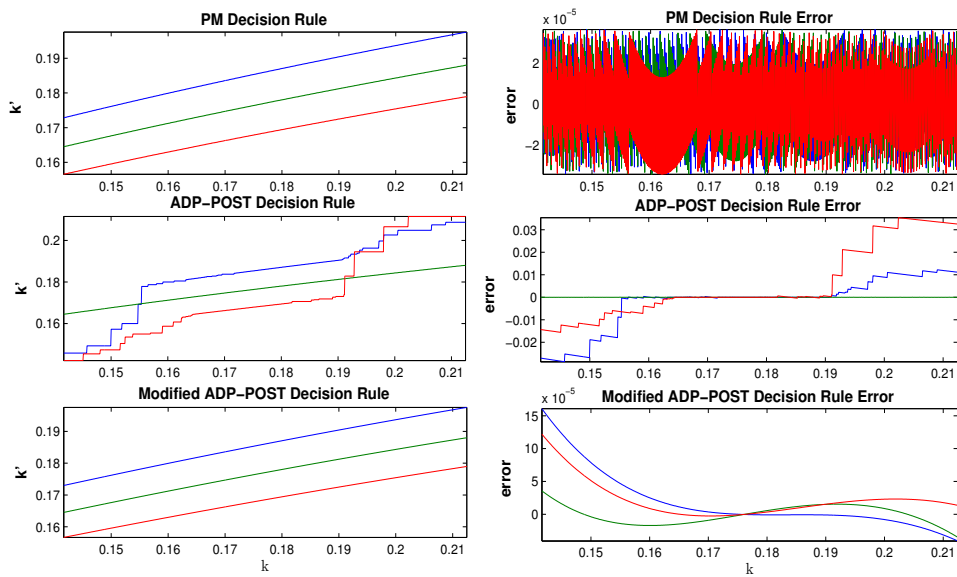 PM Decision Rule
0.19
0.18
0.17
0.16
k'
0.15 0.16 0.17 0.18 0.19 0.2 0.21
x 10⁻⁵
PM Decision Rule Error
2
0
−2
error
0.15 0.16 0.17 0.18 0.19 0.2 0.21
ADP−POST Decision Rule
0.2
0.18
0.16
k'
0.15 0.16 0.17 0.18 0.19 0.2 0.21
ADP−POST Decision Rule Error
0.03
0.02
0.01
0
−0.01
−0.02
error
0.15 0.16 0.17 0.18 0.19 0.2 0.21
Modified ADP−POST Decision Rule
0.19
0.18
0.17
0.16
k'
0.15 0.16 0.17 0.18 0.19 0.2 0.21
k
Modified ADP−POST Decision Rule Error
x 10⁻⁵
15
10
5
0
error
0.15 0.16 0.17 0.18 0.19 0.2 0.21
k